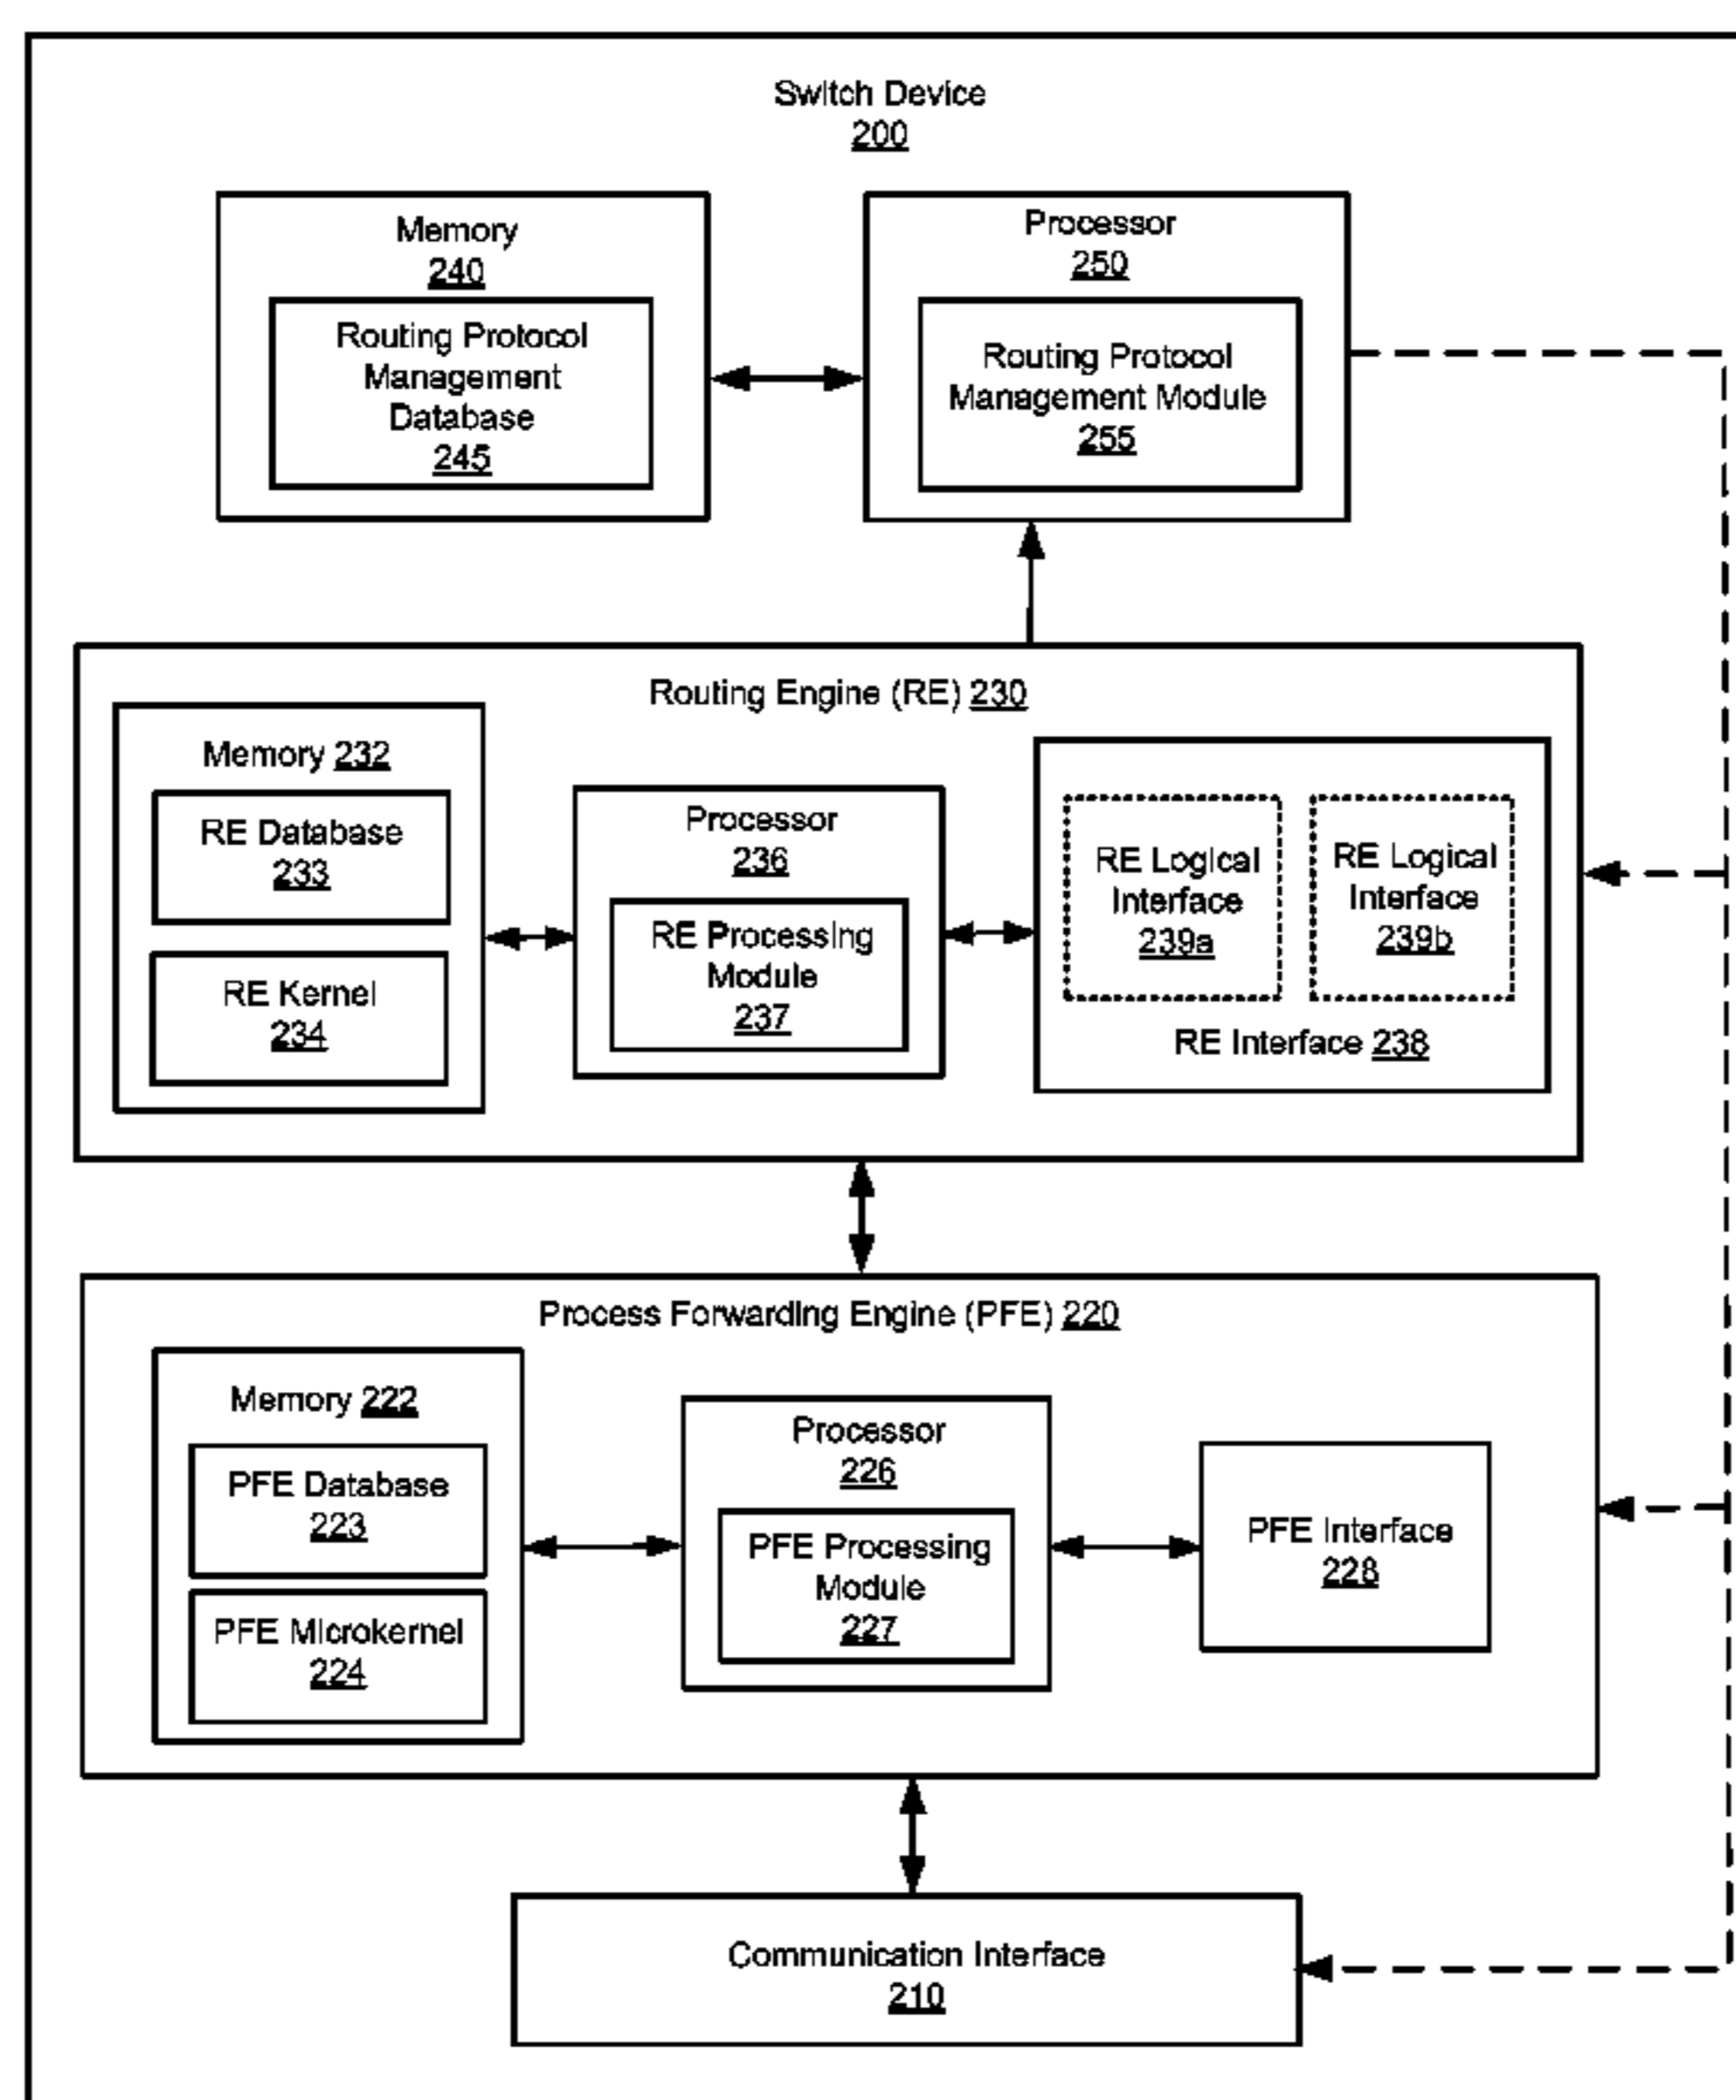 Switch Device
200
Memory
240
Routing Protocol
Management
Database
245
Processor
250
Routing Protocol
Management Module
255
Routing Engine (RE) 230
Memory 232
RE Database
233
RE Kernel
234
Processor
236
RE Processing
Module
237
RE Logical
Interface
239a
RE Logical
Interface
239b
RE Interface 238
Process Forwarding Engine (PFE) 220
Memory 222
PFE Database
223
PFE Microkernel
224
Processor
226
PFE Processing
Module
227
PFE Interface
228
Communication Interface
210